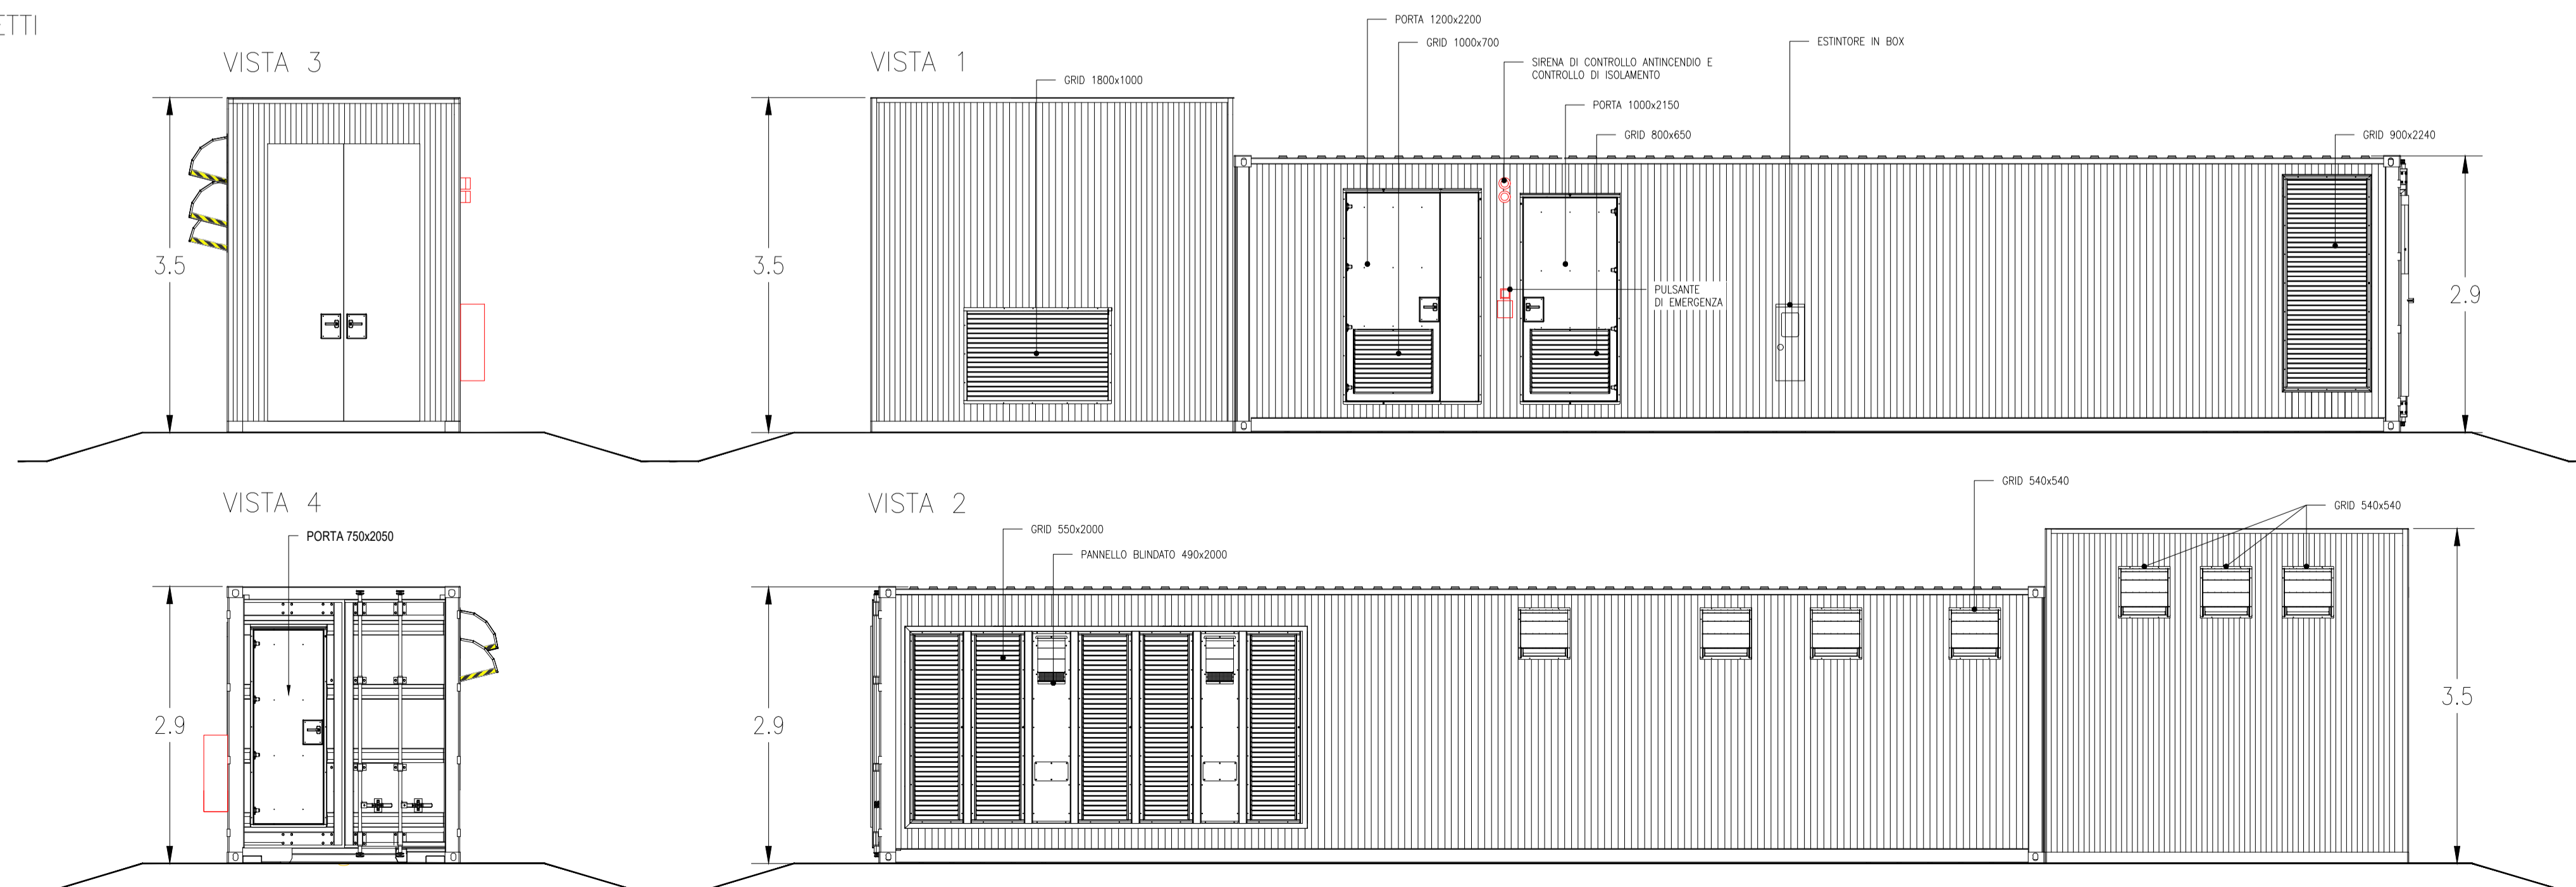 ETTI
VISTA 3
3.5
VISTA 1
GRID 1800x1000
PORTA 1200x2200
GRID 1000x700
SIRENA DI CONTROLLO ANTINCENDIO E
CONTROLLO DI ISOLAMENTO
PORTA 1000x2150
GRID 800x650
ESTINTORE IN BOX
GRID 900x2240
3.5
PULSANTE
DI EMERGENZA
2.9
VISTA 4
PORTA 750x2050
2.9
VISTA 2
GRID 550x2000
PANNELLO BLINDATO 490x2000
GRID 540x540
GRID 540x540
2.9
3.5